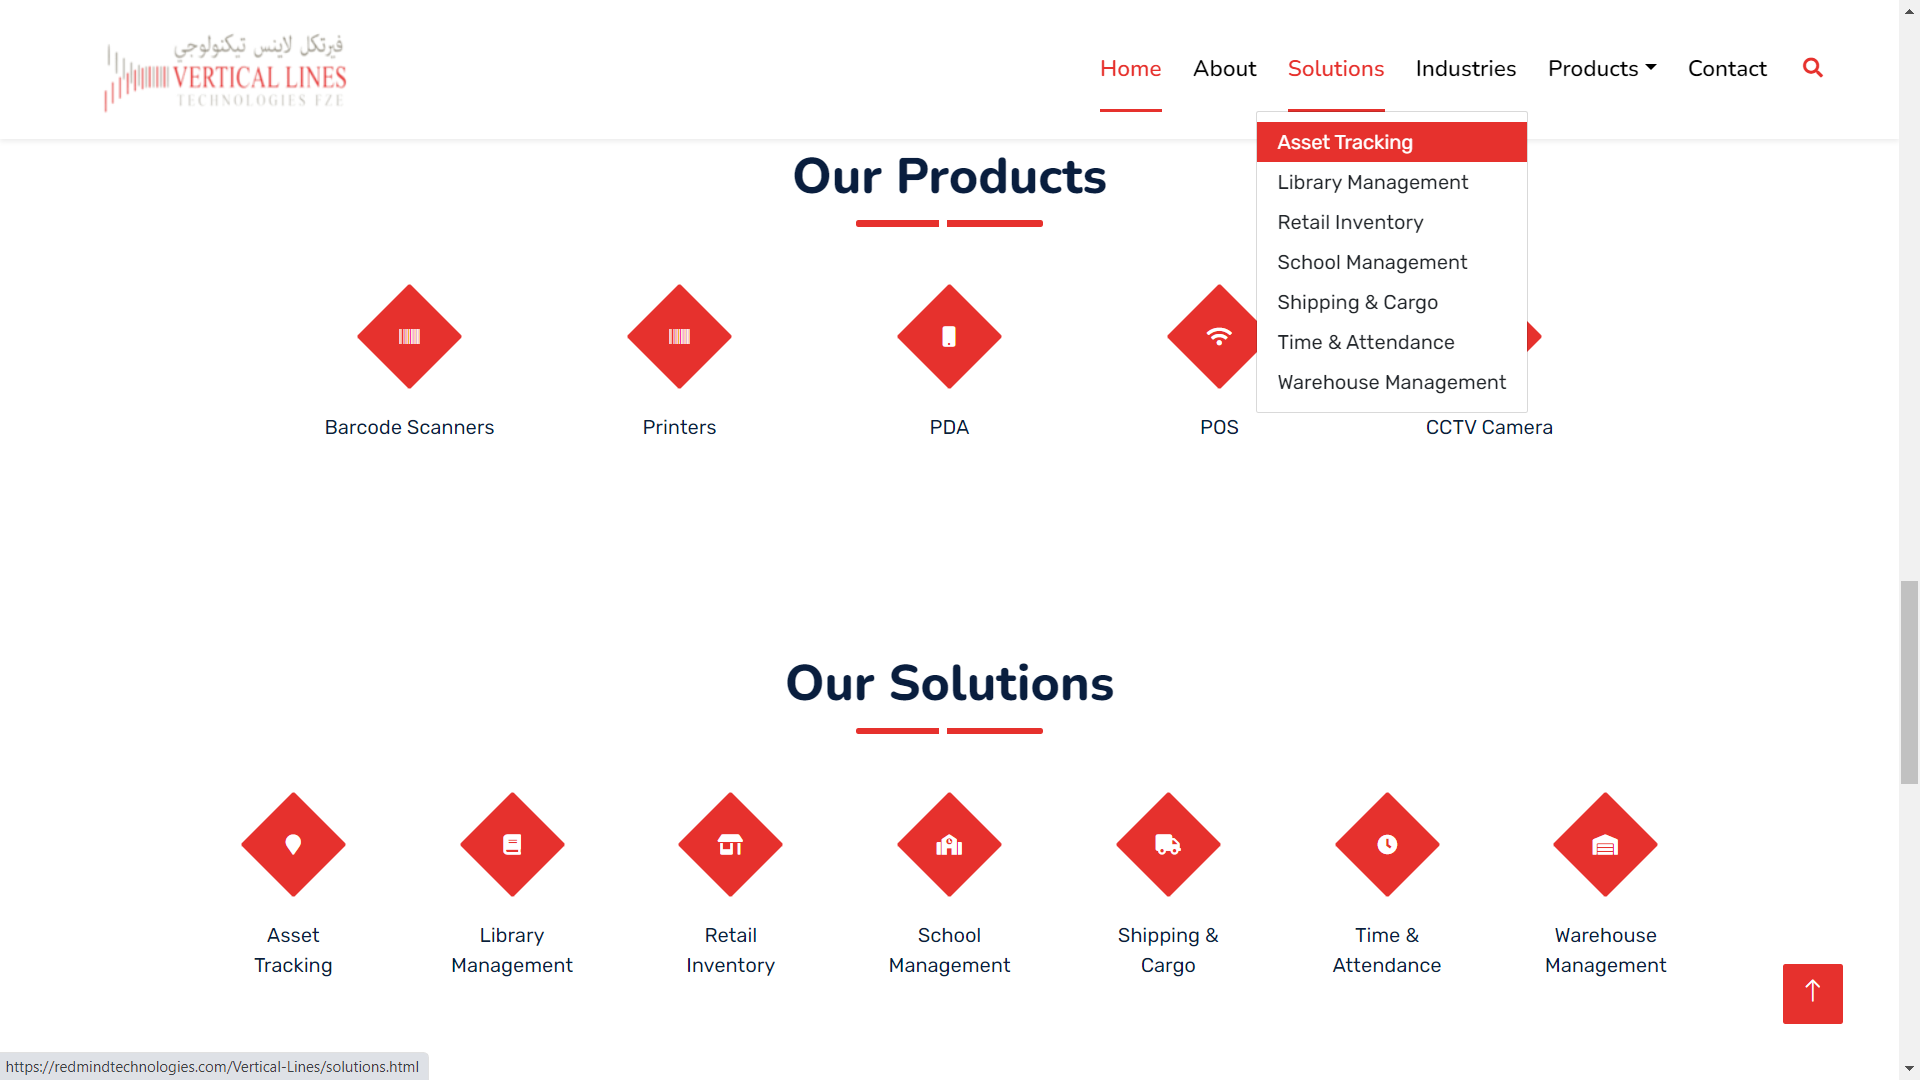 فيرتكل لاينس تيكنولوجي
VERTICAL LINES
TECHNOLOGIES FZE
Home About Solutions Industries Products Contact
Asset Tracking
Library Management
Retail Inventory
School Management
Shipping & Cargo
Time & Attendance
Warehouse Management
Our Products
Barcode Scanners
Printers
PDA
POS
CCTV Camera
Our Solutions
Asset
Tracking
Library
Management
Retail
Inventory
School
Management
Shipping &
Cargo
Time &
Attendance
Warehouse
Management
https://redmindtechnologies.com/Vertical-Lines/solutions.html